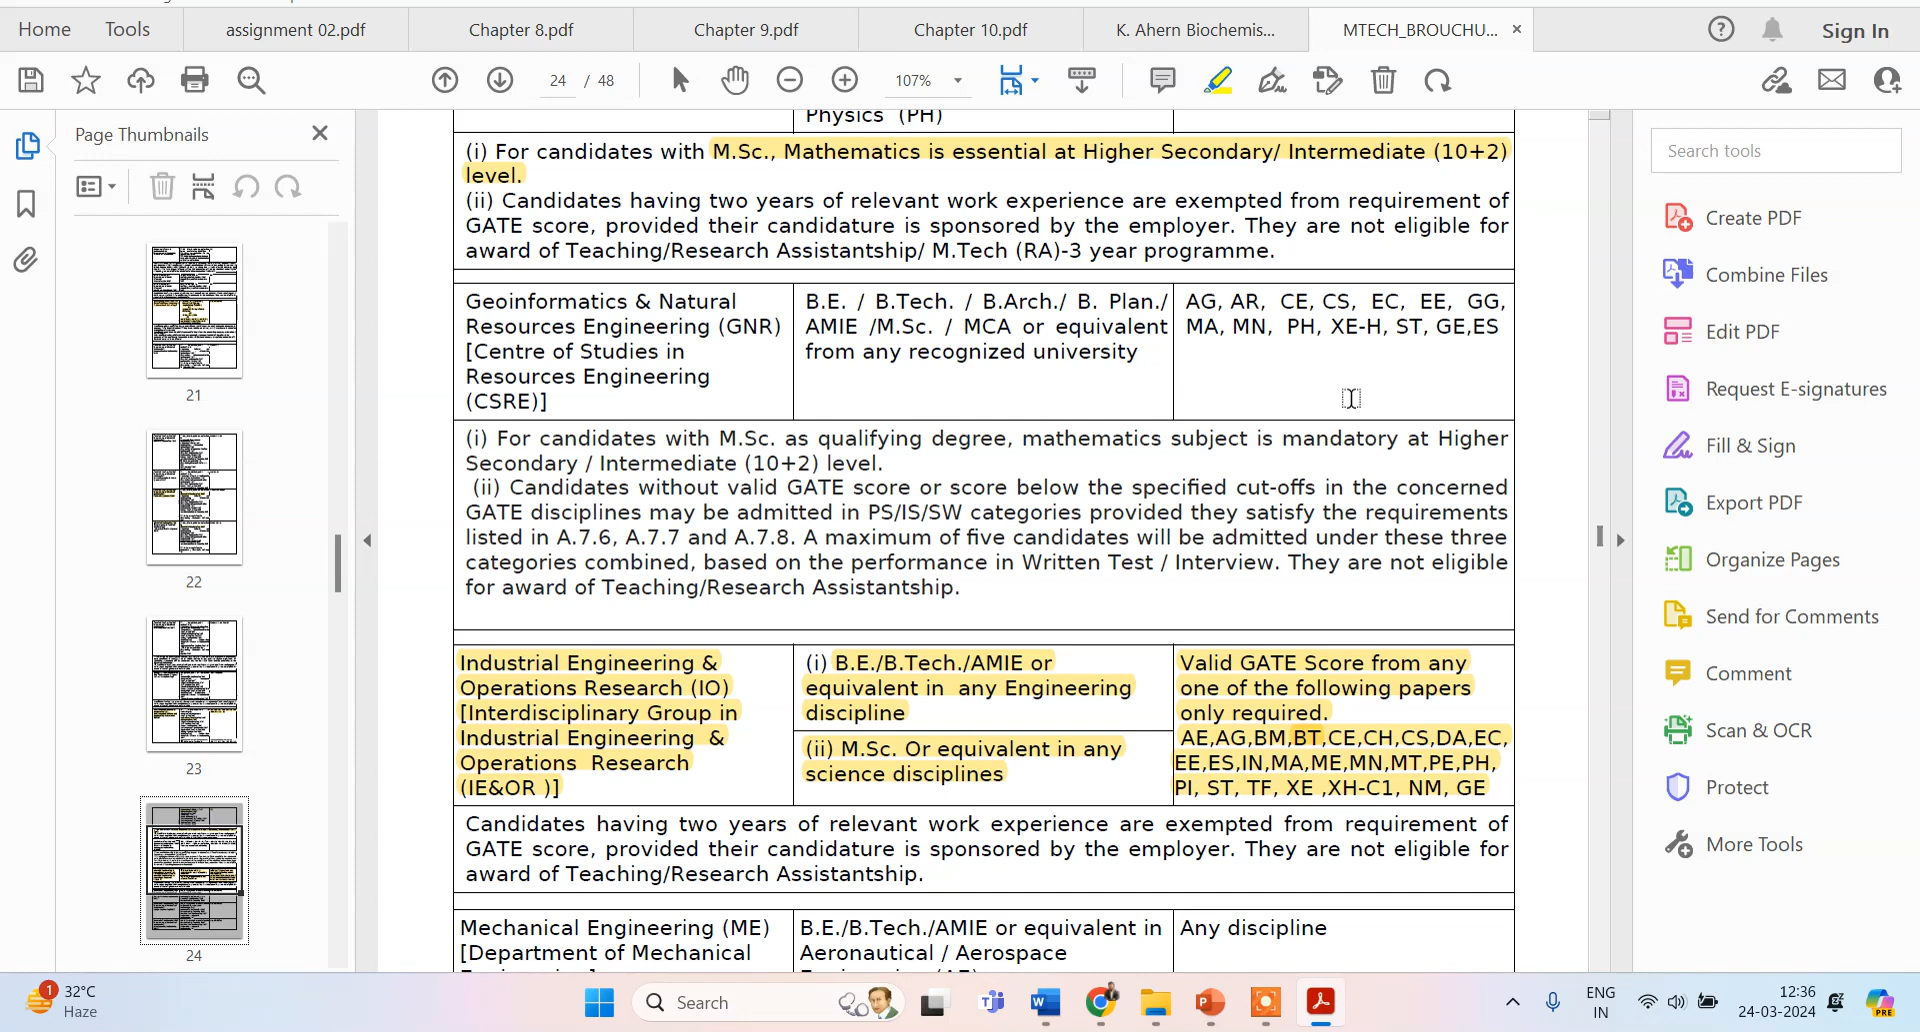 Home
Tools
assignment 02.pdf
Chapter 8.pdf
Chapter 9.pdf
Chapter 10.pdf
K. Ahern Biochemis...
MTECH_BROUCHU...
Sign In
24 / 48
107%
Page Thumbnails
21
22
23
24
Physics (PH)
(i) For candidates with M.Sc., Mathematics is essential at Higher Secondary/ Intermediate (10+2)
level.
(ii) Candidates having two years of relevant work experience are exempted from requirement of
GATE score, provided their candidature is sponsored by the employer. They are not eligible for
award of Teaching/Research Assistantship/ M.Tech (RA)-3 year programme.
Geoinformatics & Natural
Resources Engineering (GNR)
[Centre of Studies in
Resources Engineering
(CSRE)]
B.E. / B.Tech. / B.Arch./ B. Plan./
AMIE /M.Sc. / MCA or equivalent
from any recognized university
AG, AR, CE, CS, EC, EE, GG,
MA, MN, PH, XE-H, ST, GE,ES
(i) For candidates with M.Sc. as qualifying degree, mathematics subject is mandatory at Higher
Secondary / Intermediate (10+2) level.
(ii) Candidates without valid GATE score or score below the specified cut-offs in the concerned
GATE disciplines may be admitted in PS/IS/SW categories provided they satisfy the requirements
listed in A.7.6, A.7.7 and A.7.8. A maximum of five candidates will be admitted under these three
categories combined, based on the performance in Written Test / Interview. They are not eligible
for award of Teaching/Research Assistantship.
Industrial Engineering &
Operations Research (IO)
[Interdisciplinary Group in
Industrial Engineering &
Operations Research
(IE&OR )]
(i) B.E./B.Tech./AMIE or
equivalent in any Engineering
discipline
(ii) M.Sc. Or equivalent in any
science disciplines
Valid GATE Score from any
one of the following papers
only required.
AE,AG,BM,BT,CE,CH,CS,DA,EC,
EE,ES,IN,MA,ME,MN,MT,PE,PH,
PI, ST, TF, XE ,XH-C1, NM, GE
Candidates having two years of relevant work experience are exempted from requirement of
GATE score, provided their candidature is sponsored by the employer. They are not eligible for
award of Teaching/Research Assistantship.
Mechanical Engineering (ME)
[Department of Mechanical
B.E./B.Tech./AMIE or equivalent in
Aeronautical / Aerospace
Any discipline
Search tools
Create PDF
Combine Files
Edit PDF
Request E-signatures
Fill & Sign
Export PDF
Organize Pages
Send for Comments
Comment
Scan & OCR
Protect
More Tools
1
32°C
Haze
Search
ENG
IN
12:36
24-03-2024
PRE